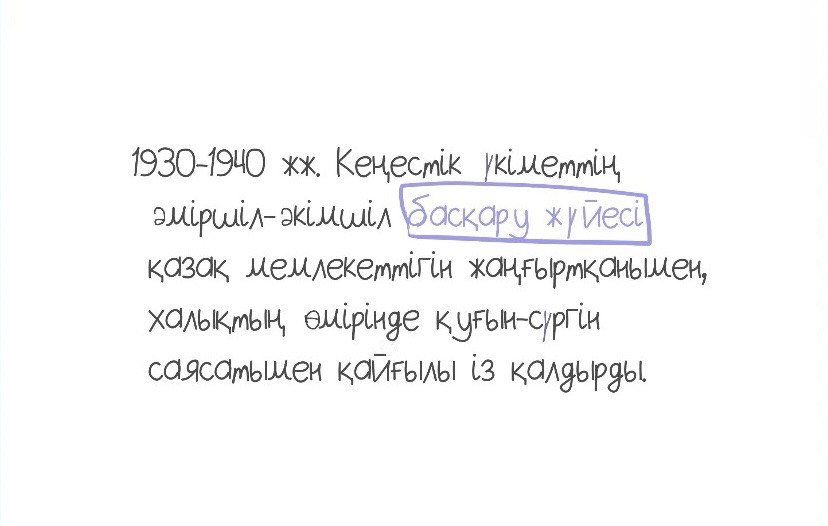 1930-1940 жж. Кеңестік үкіметтің
әміршіл-әкімшіл басқару жүйесі
қазақ мемлекеттігін жаңғыртқанымен,
халықтың өмірінде қуғын-сүргін
саясатымен қайғылы із қалдырды.